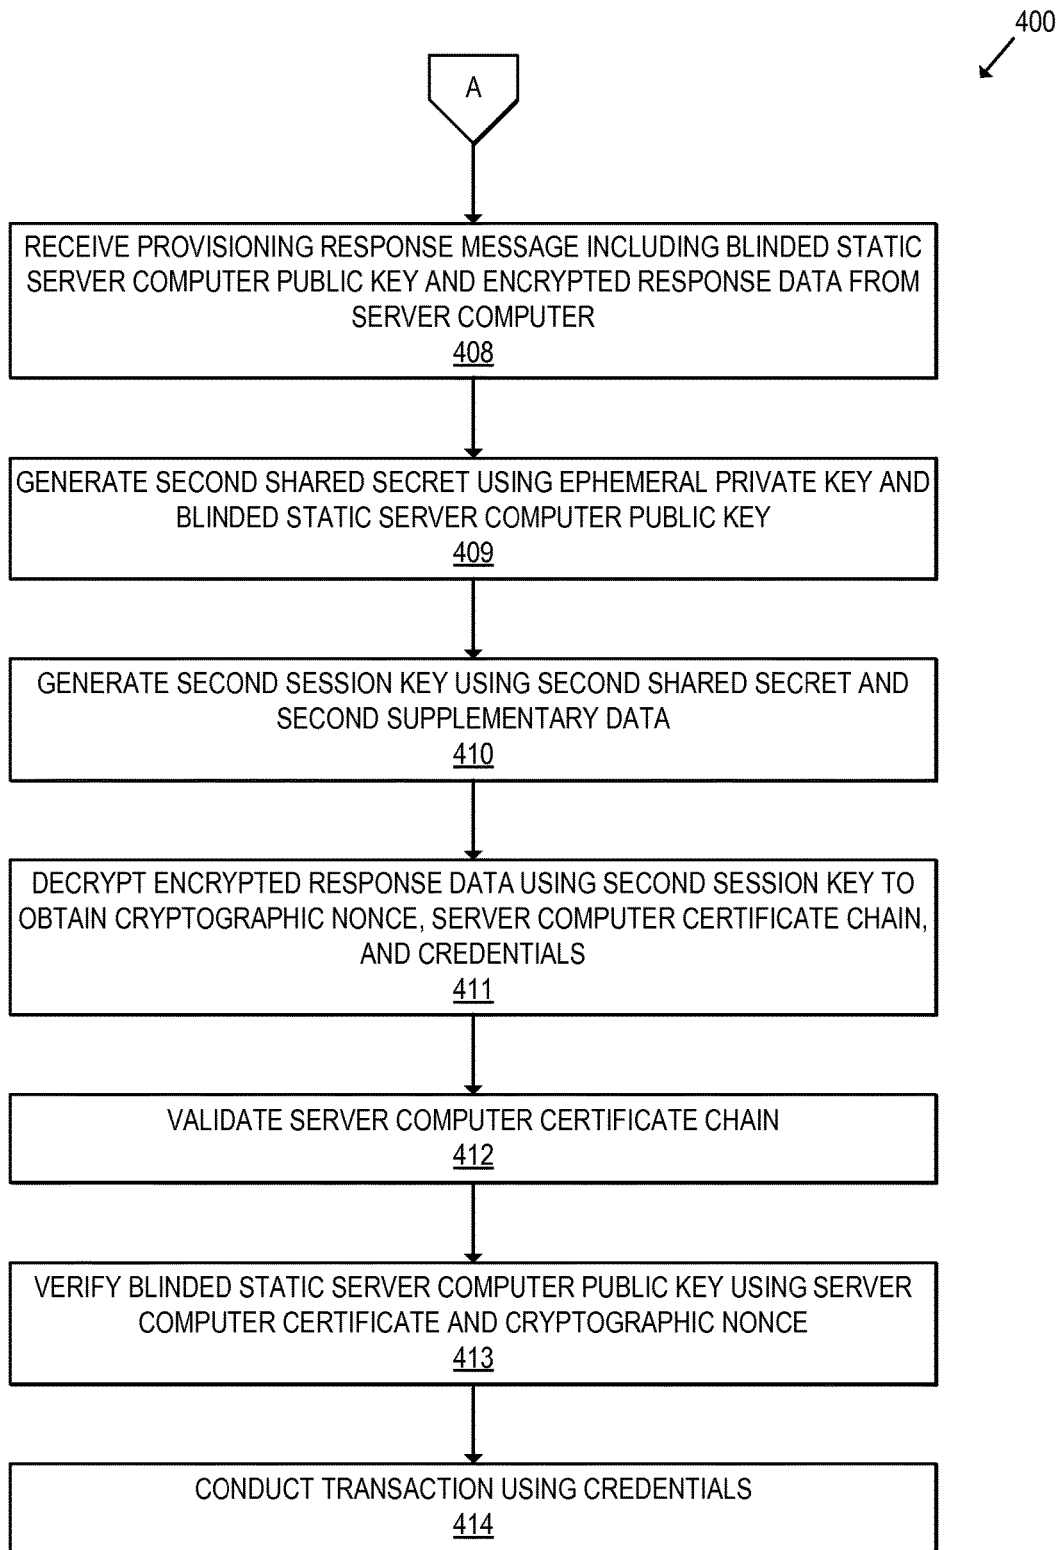 400
A
RECEIVE PROVISIONING RESPONSE MESSAGE INCLUDING BLINDED STATIC
SERVER COMPUTER PUBLIC KEY AND ENCRYPTED RESPONSE DATA FROM
SERVER COMPUTER
408
GENERATE SECOND SHARED SECRET USING EPHEMERAL PRIVATE KEY AND
BLINDED STATIC SERVER COMPUTER PUBLIC KEY
409
GENERATE SECOND SESSION KEY USING SECOND SHARED SECRET AND
SECOND SUPPLEMENTARY DATA
410
DECRYPT ENCRYPTED RESPONSE DATA USING SECOND SESSION KEY TO
OBTAIN CRYPTOGRAPHIC NONCE, SERVER COMPUTER CERTIFICATE CHAIN,
AND CREDENTIALS
411
VALIDATE SERVER COMPUTER CERTIFICATE CHAIN
412
VERIFY BLINDED STATIC SERVER COMPUTER PUBLIC KEY USING SERVER
COMPUTER CERTIFICATE AND CRYPTOGRAPHIC NONCE
413
CONDUCT TRANSACTION USING CREDENTIALS
414